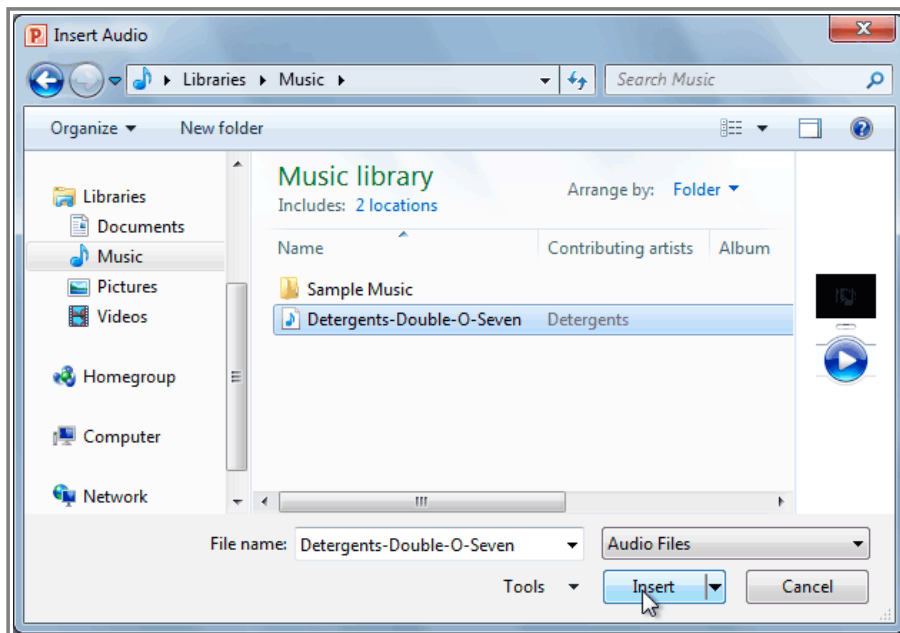 Insert Audio
Libraries Music
Search Music
Organize New folder
Music library
Includes: 2 locations
Arrange by: Folder
Name Contributing artists Album
Sample Music
Detergents-Double-O-Seven Detergents
Libraries
Documents
Music
Pictures
Videos
Homegroup
Computer
Network
File name: Detergents-Double-O-Seven Audio Files
Tools Insert Cancel